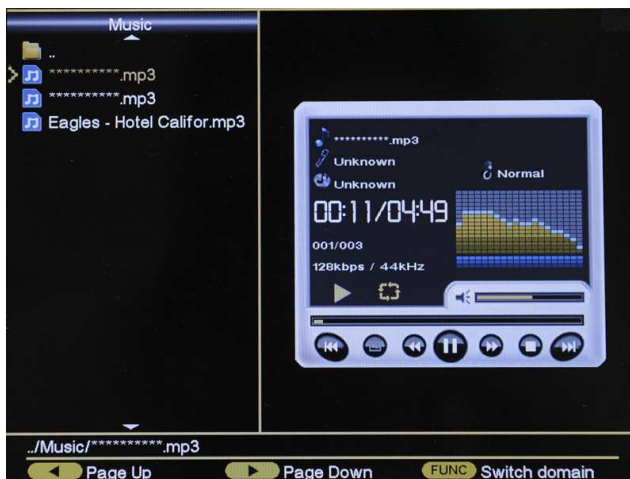 Music
..
**********.mp3
**********.mp3
Eagles - Hotel Califor.mp3
**********.mp3
Unknown
Unknown
Normal
00:11/04:49
001/003
128kbps / 44kHz
../Music/**********.mp3
Page Up
Page Down
FUNC Switch domain